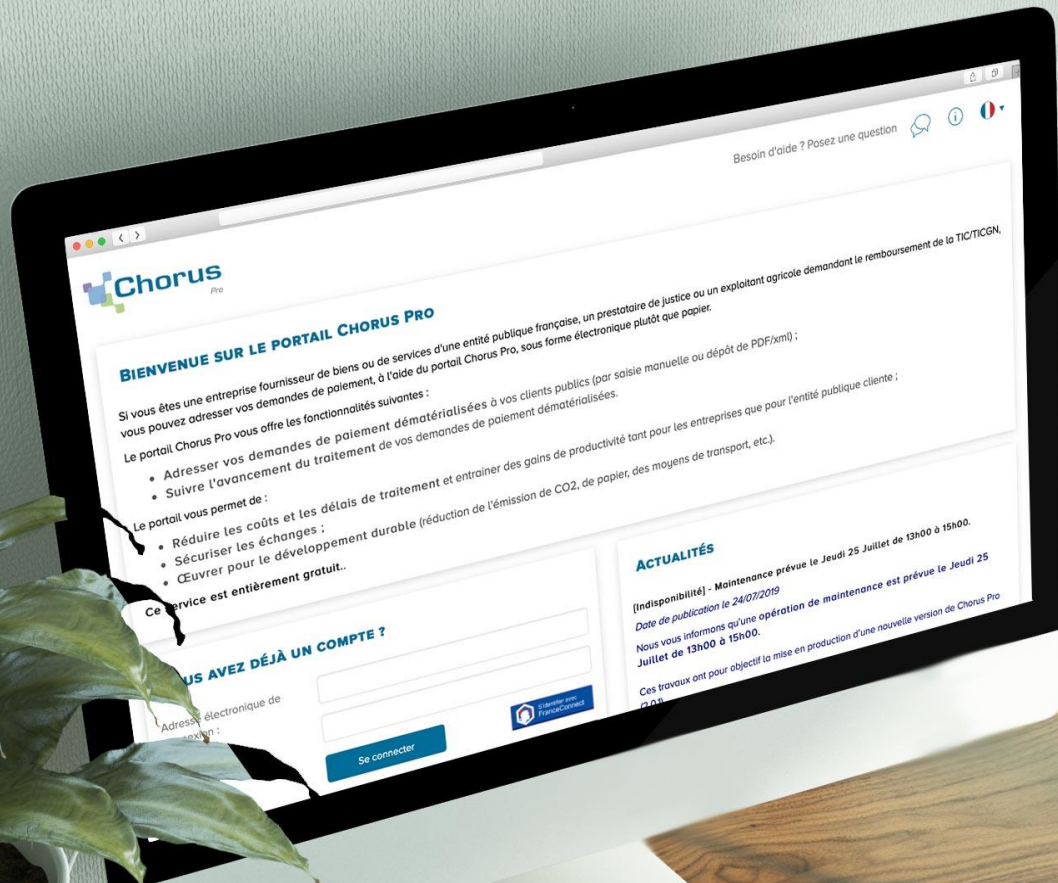 Besoin d'aide ? Posez une question
Chorus
Pro
BIENVENUE SUR LE PORTAIL CHORUS PRO
Si vous êtes une entreprise fournisseur de biens ou de services d'une entité publique française, un prestataire de justice ou un exploitant agricole demandant le remboursement de la TIC/TICGN,
vous pouvez adresser vos demandes de paiement, à l'aide du portail Chorus Pro, sous forme électronique plutôt que papier.
Le portail Chorus Pro vous offre les fonctionnalités suivantes :
• Adresser vos demandes de paiement dématérialisées à vos clients publics (par saisie manuelle ou dépôt de PDF/xml) ;
• Suivre l'avancement du traitement de vos demandes de paiement dématérialisées.
Le portail vous permet de :
• Réduire les coûts et les délais de traitement et entrainer des gains de productivité tant pour les entreprises que pour l'entité publique cliente ;
• Sécuriser les échanges ;
• Œuvrer pour le développement durable (réduction de l'émission de CO2, de papier, des moyens de transport, etc.).
Ce service est entièrement gratuit..
US AVEZ DÉJÀ UN COMPTE ?
Adresse électronique de
nexion :
S'identifier avec
FranceConnect
Se connecter
ACTUALITÉS
[Indisponibilité] - Maintenance prévue le Jeudi 25 Juillet de 13h00 à 15h00.
Date de publication le 24/07/2019
Nous vous informons qu'une opération de maintenance est prévue le Jeudi 25
Juillet de 13h00 à 15h00.
Ces travaux ont pour objectif la mise en production d'une nouvelle version de Chorus Pro